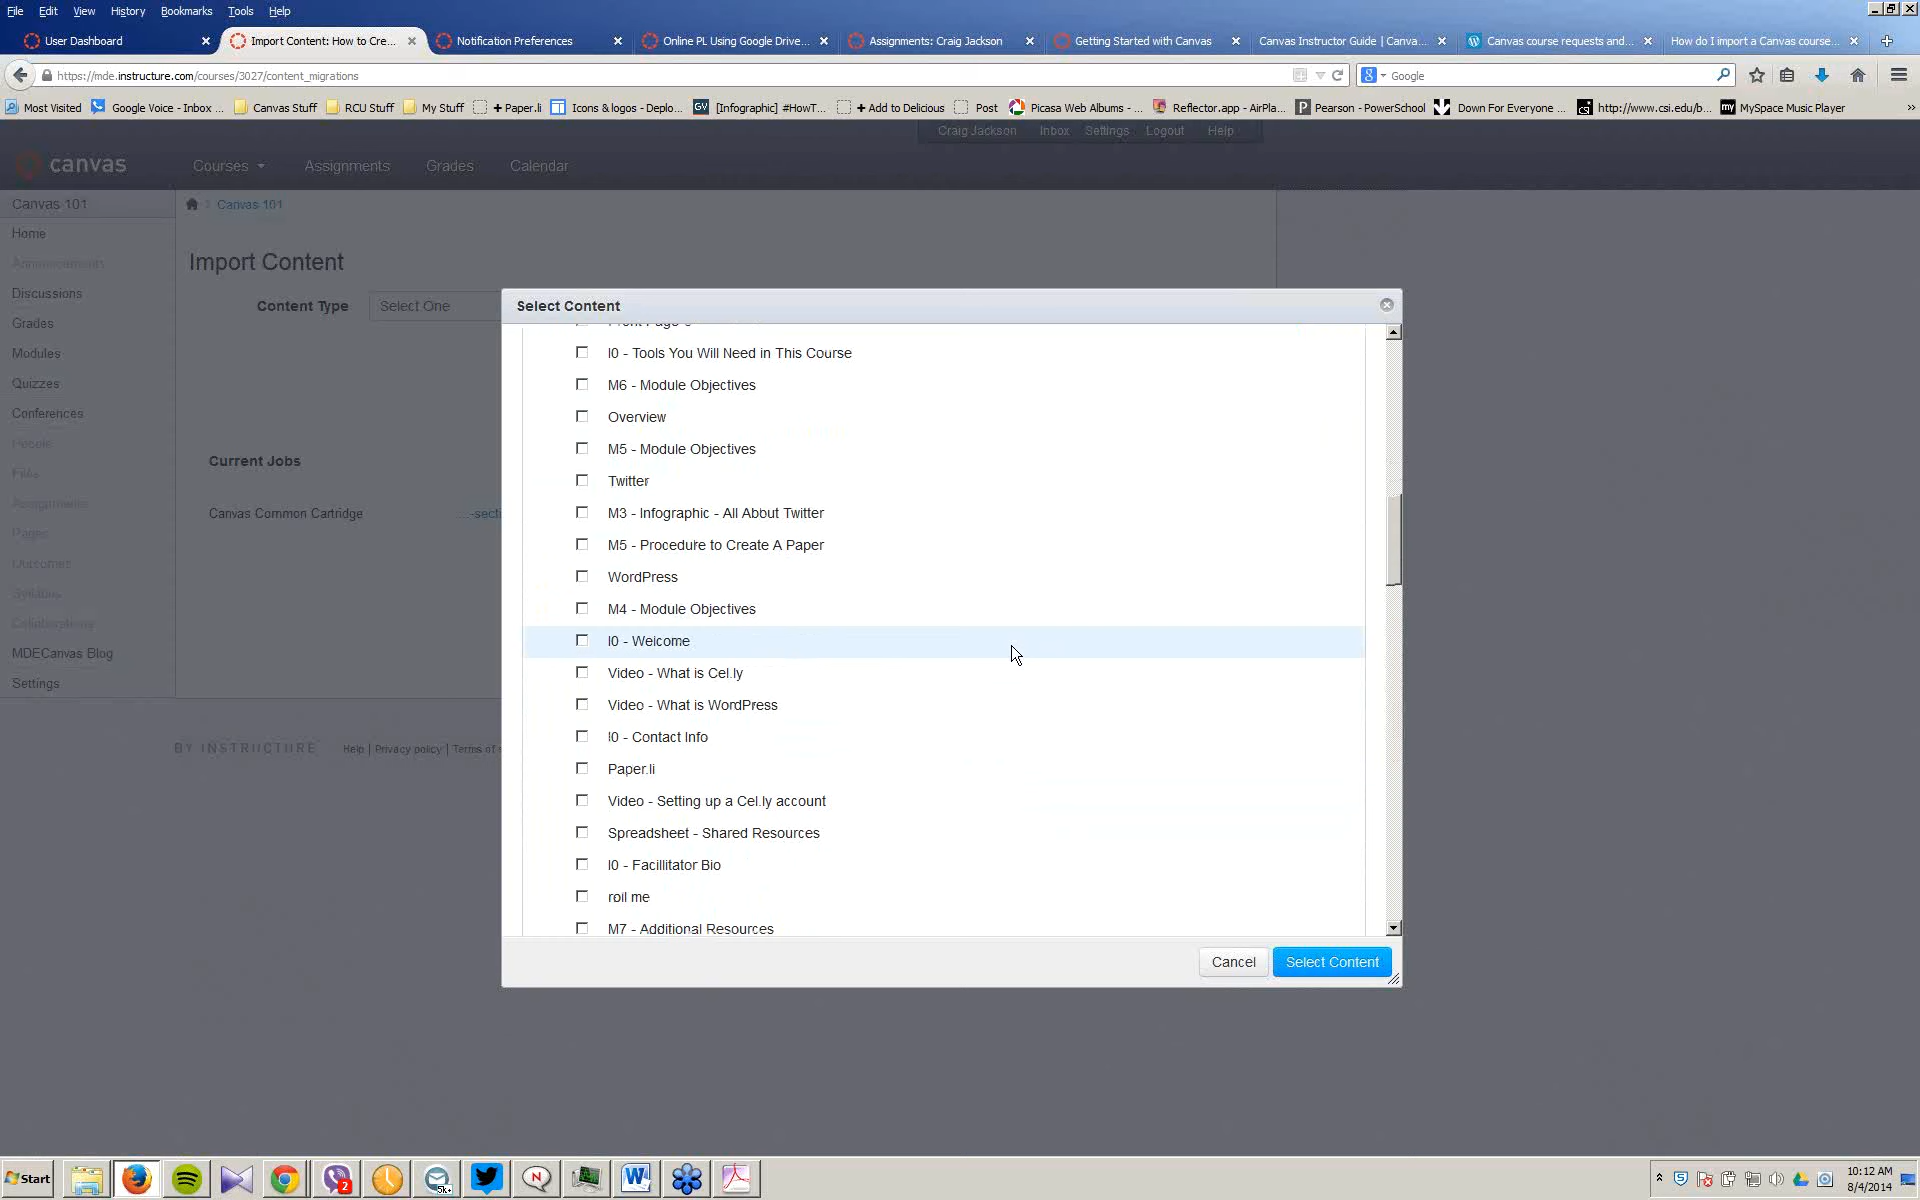 File Edit View History Bookmarks Tools Help
User Dashboard
Import Content: How to Cre...
Notification Preferences
Online PL Using Google Drive...
Assignments: Craig Jackson
Getting Started with Canvas
Canvas Instructor Guide | Canva...
Canvas course requests and...
How do I import a Canvas course...
https://mde.instructure.com/courses/3027/content_migrations
Google
Most Visited
Google Voice - Inbox ...
Canvas Stuff
RCU Stuff
My Stuff
+ Paper.li
Icons & logos - Deplo...
[Infographic] #HowT...
+ Add to Delicious
Post
Picasa Web Albums - ...
Reflector.app - AirPla...
Pearson - PowerSchool
Down For Everyone ...
http://www.csi.edu/b...
MySpace Music Player
Craig Jackson Inbox Settings Logout Help
canvas Courses Assignments Grades Calendar
Canvas 101
Canvas 101
Home
Announcements
Discussions
Grades
Modules
Quizzes
Conferences
People
Files
Assignments
Pages
Outcomes
Syllabus
Collaborations
MDECanvas Blog
Settings
Import Content
Content Type Select One
Current Jobs
Canvas Common Cartridge
BY INSTRUCTURE Help | Privacy policy | Terms of
Select Content
I0 - Tools You Will Need in This Course
M6 - Module Objectives
Overview
M5 - Module Objectives
Twitter
M3 - Infographic - All About Twitter
M5 - Procedure to Create A Paper
WordPress
M4 - Module Objectives
I0 - Welcome
Video - What is Cel.ly
Video - What is WordPress
I0 - Contact Info
Paper.li
Video - Setting up a Cel.ly account
Spreadsheet - Shared Resources
I0 - Facillitator Bio
roll me
M7 - Additional Resources
Cancel Select Content
Start
10:12 AM
8/4/2014